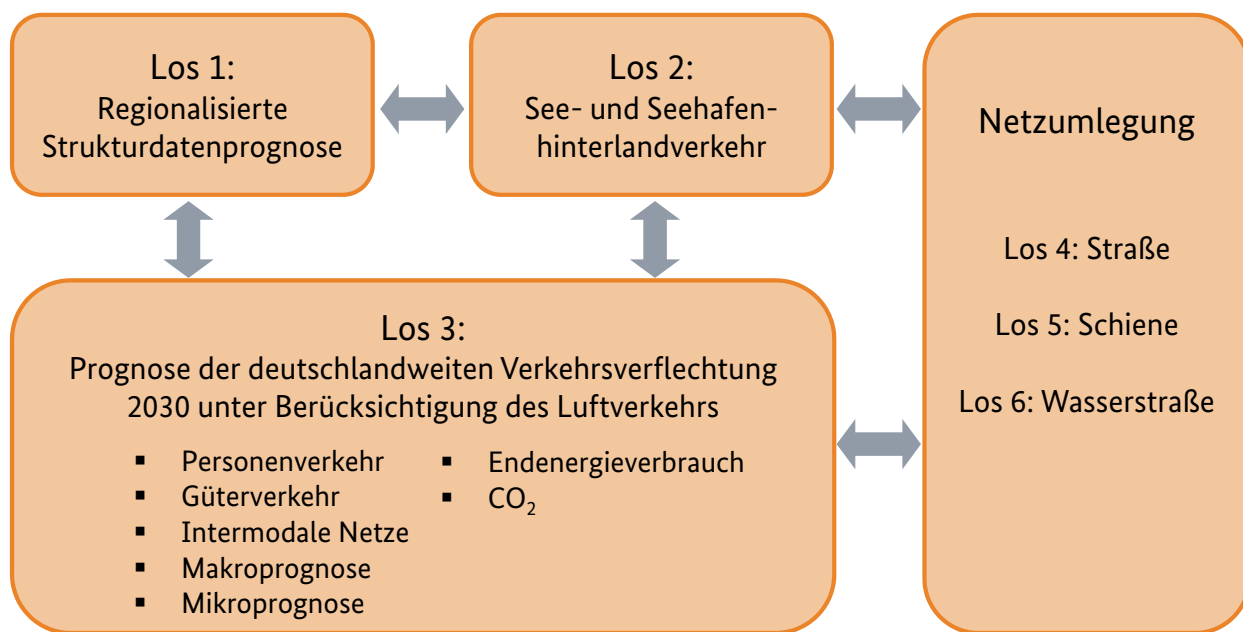 Los 1:
Regionalisierte
Strukturdatenprognose
Los 2:
See- und Seehafen-
hinterlandverkehr
Netzumlegung
Los 4: Straße
Los 5: Schiene
Los 6: Wasserstraße
Los 3:
Prognose der deutschlandweiten Verkehrsverflechtung
2030 unter Berücksichtigung des Luftverkehrs
▪ Personenverkehr
▪ Güterverkehr
▪ Intermodale Netze
▪ Makroprognose
▪ Mikroprognose
▪ Endenergieverbrauch
▪ CO₂